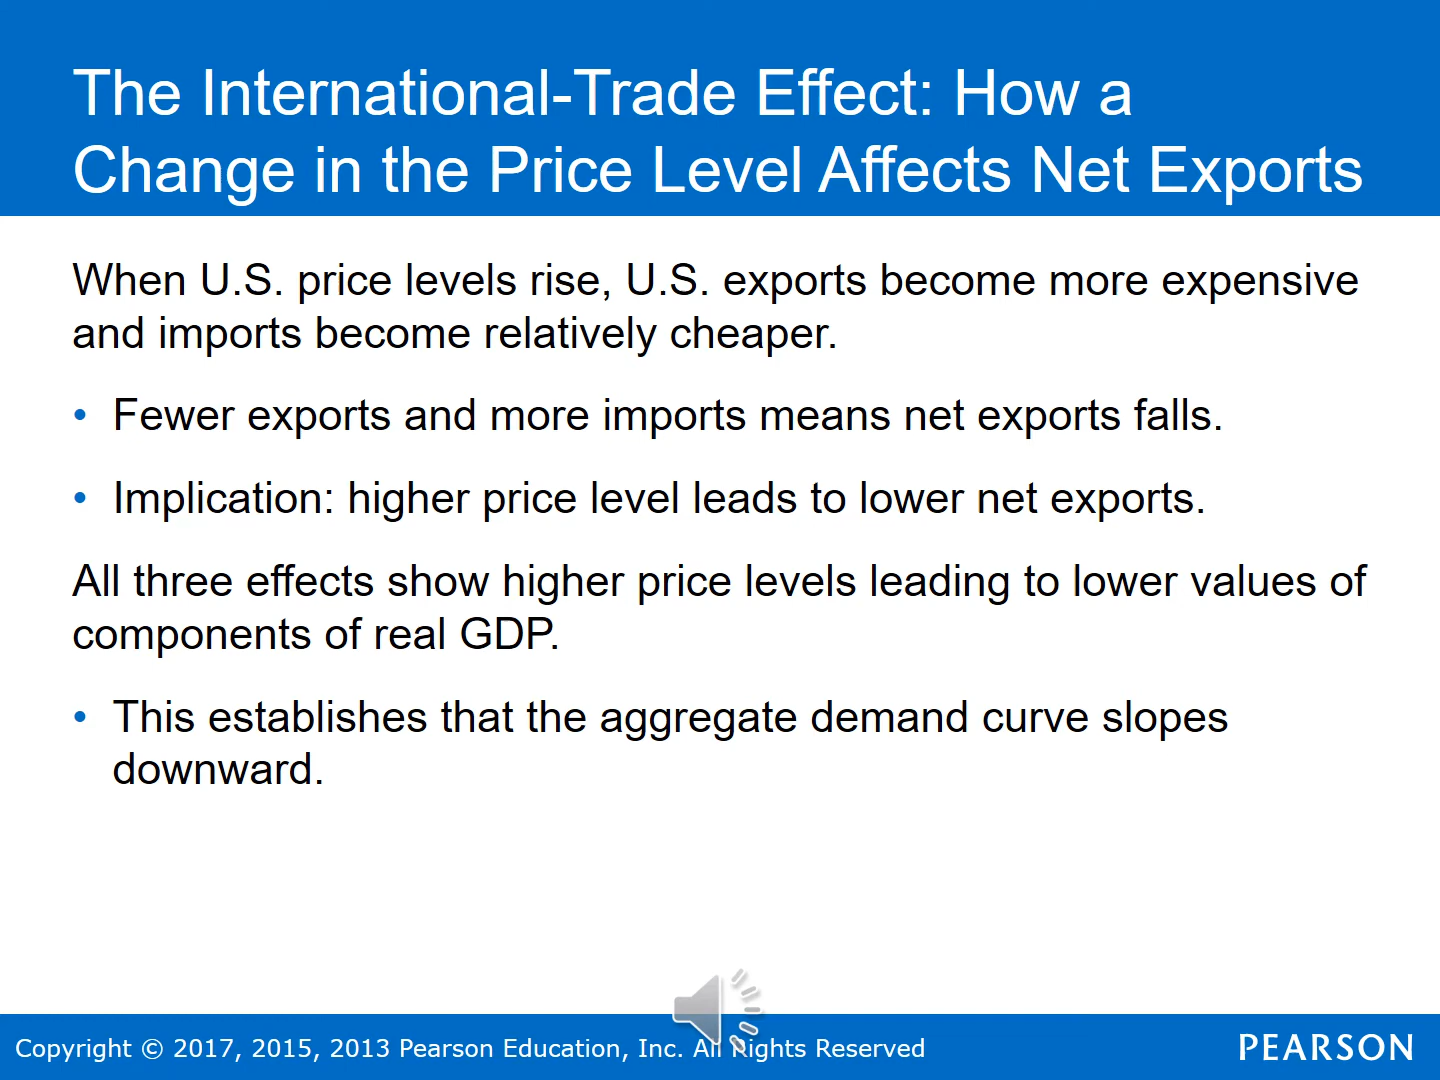 The International-Trade Effect: How a
Change in the Price Level Affects Net Exports
When U.S. price levels rise, U.S. exports become more expensive
and imports become relatively cheaper.
• Fewer exports and more imports means net exports falls.
• Implication: higher price level leads to lower net exports.
All three effects show higher price levels leading to lower values of
components of real GDP.
• This establishes that the aggregate demand curve slopes
downward.
Copyright © 2017, 2015, 2013 Pearson Education, Inc. All Rights Reserved
PEARSON